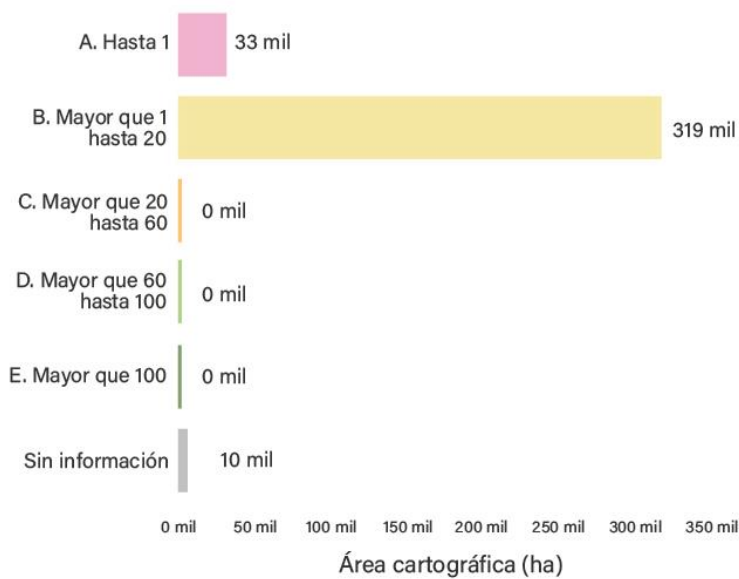 A. Hasta 1
33 mil
B. Mayor que 1
hasta 20
319 mil
C. Mayor que 20
hasta 60
0 mil
D. Mayor que 60
hasta 100
0 mil
E. Mayor que 100
0 mil
Sin información
10 mil
0 mil 50 mil 100 mil 150 mil 200 mil 250 mil 300 mil 350 mil
Área cartográfica (ha)